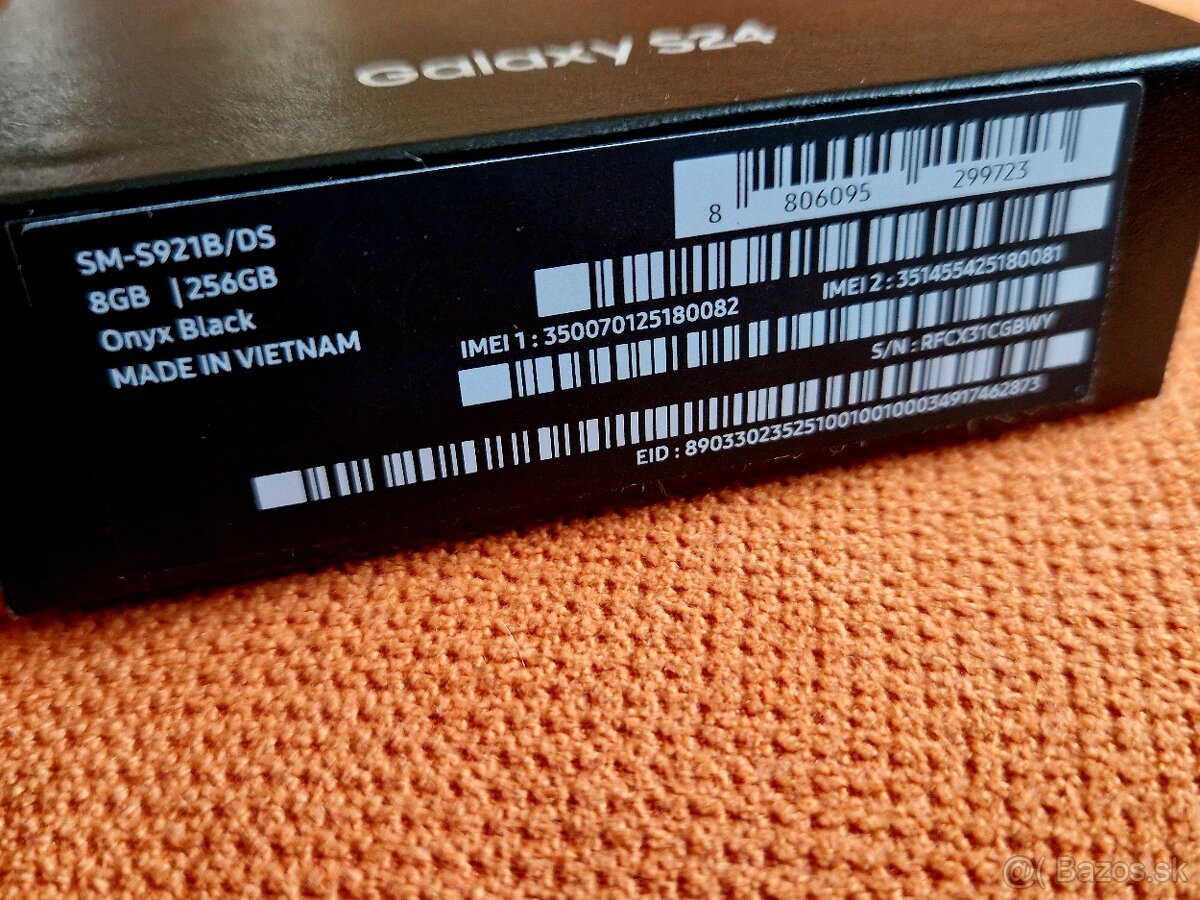 Galaxy S24
SM-S921B/DS
8GB | 256GB
Onyx Black
MADE IN VIETNAM
8 806095 299723
IMEI 1 : 350070125180082
IMEI 2 : 351455425180081
S/N : RFCX31CGBWY
EID : 89033023525100100100034917462873
@( Bazos.sk